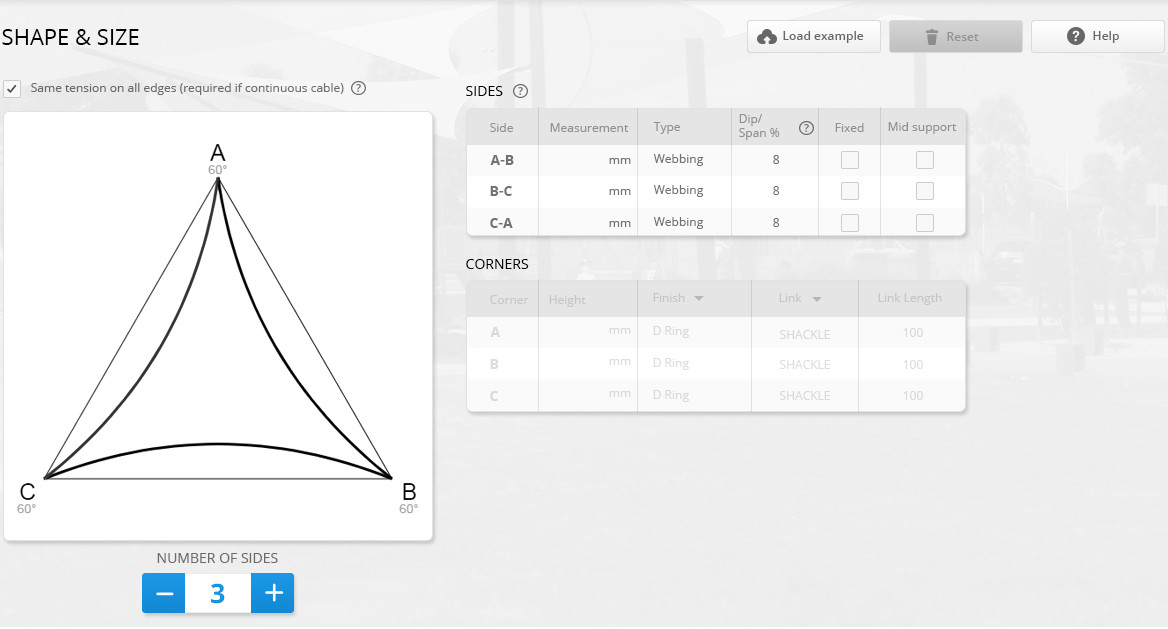 SHAPE & SIZE
Load example
Reset
Help
Same tension on all edges (required if continuous cable) ?
A
60°
C
60°
B
60°
NUMBER OF SIDES
− 3 +
SIDES ?
Side Measurement Type Dip/ Span % ? Fixed Mid support
A-B mm Webbing 8
B-C mm Webbing 8
C-A mm Webbing 8
CORNERS
Corner Height Finish Link Link Length
A mm D Ring SHACKLE 100
B mm D Ring SHACKLE 100
C mm D Ring SHACKLE 100